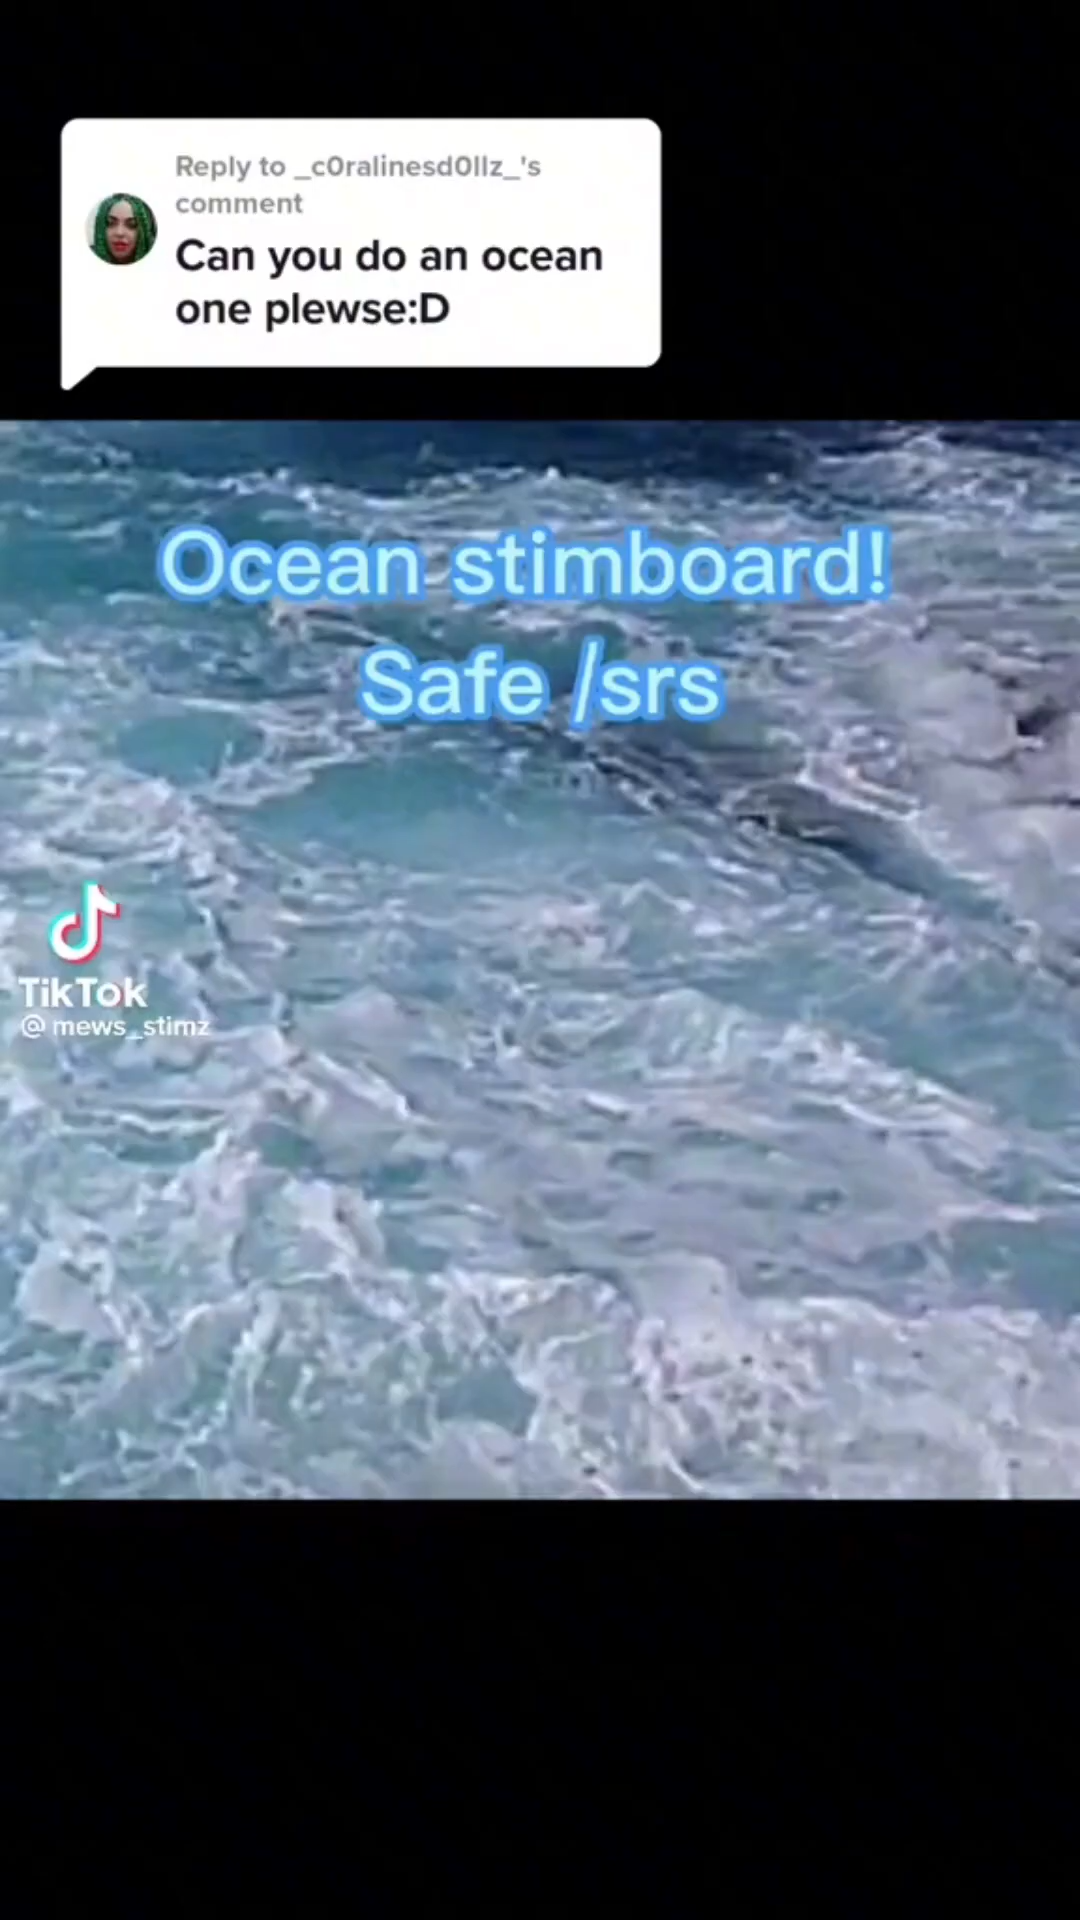 Reply to _c0ralinesd0llz_'s
comment
Can you do an ocean
one plewse:D
Ocean stimboard!
Safe /srs
TikTok
@ mews_stimz